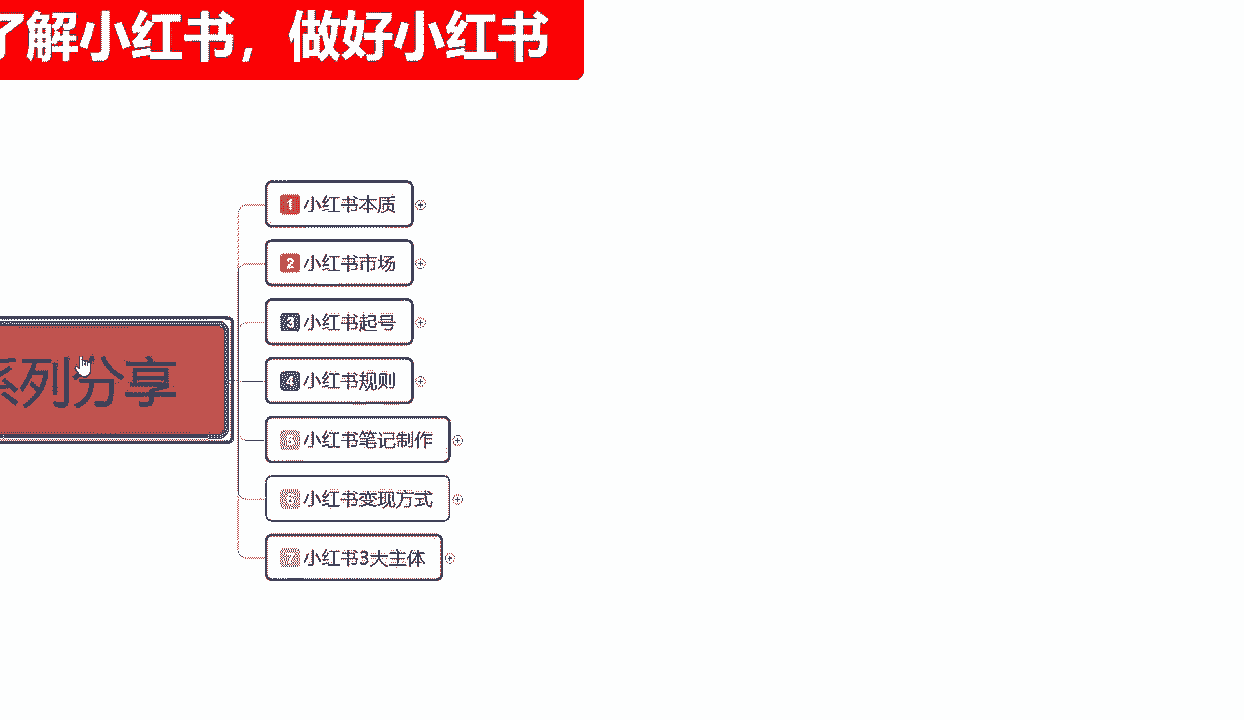 了解小红书，做好小红书
1 小红书本质
2 小红书市场
3 小红书起号
系列分享
4 小红书规则
5 小红书笔记制作
6 小红书变现方式
7 小红书3大主体